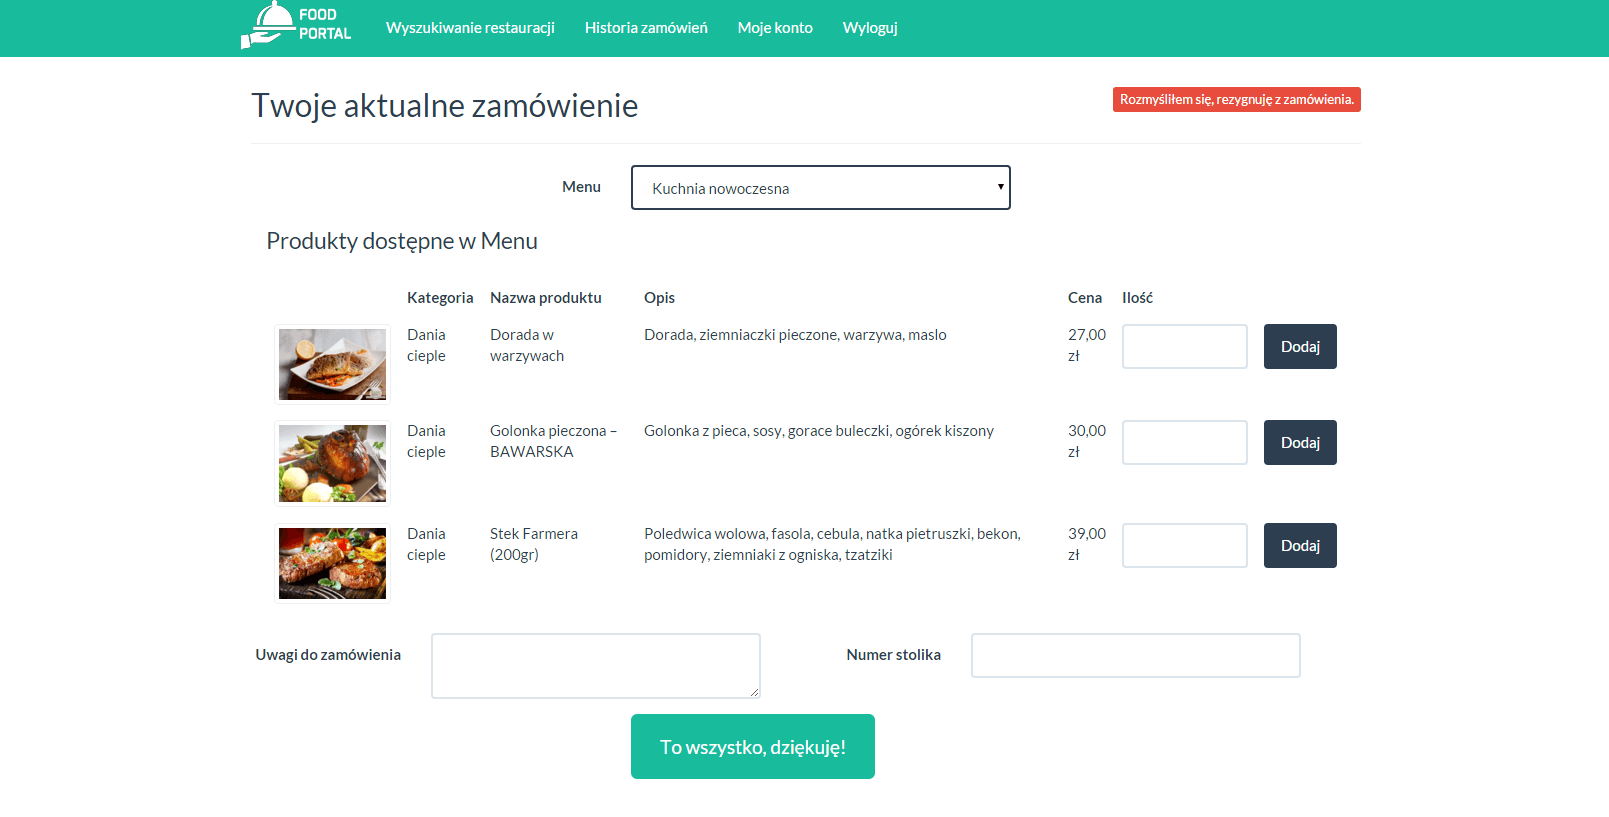 FOOD
PORTAL
Wyszukiwanie restauracji
Historia zamówień
Moje konto
Wyloguj
Twoje aktualne zamówienie
Rozmyśliłem się, rezygnuję z zamówienia.
Menu
Kuchnia nowoczesna
Produkty dostępne w Menu
Kategoria
Nazwa produktu
Opis
Cena
Ilość
Dania
cieple
Dorada w
warzywach
Dorada, ziemniaczki pieczone, warzywa, maslo
27,00
zł
Dodaj
Dania
cieple
Golonka pieczona –
BAWARSKA
Golonka z pieca, sosy, gorace buleczki, ogórek kiszony
30,00
zł
Dodaj
Dania
cieple
Stek Farmera
(200gr)
Poledwica wolowa, fasola, cebula, natka pietruszki, bekon,
pomidory, ziemniaki z ogniska, tzatziki
39,00
zł
Dodaj
Uwagi do zamówienia
Numer stolika
To wszystko, dziękuję!